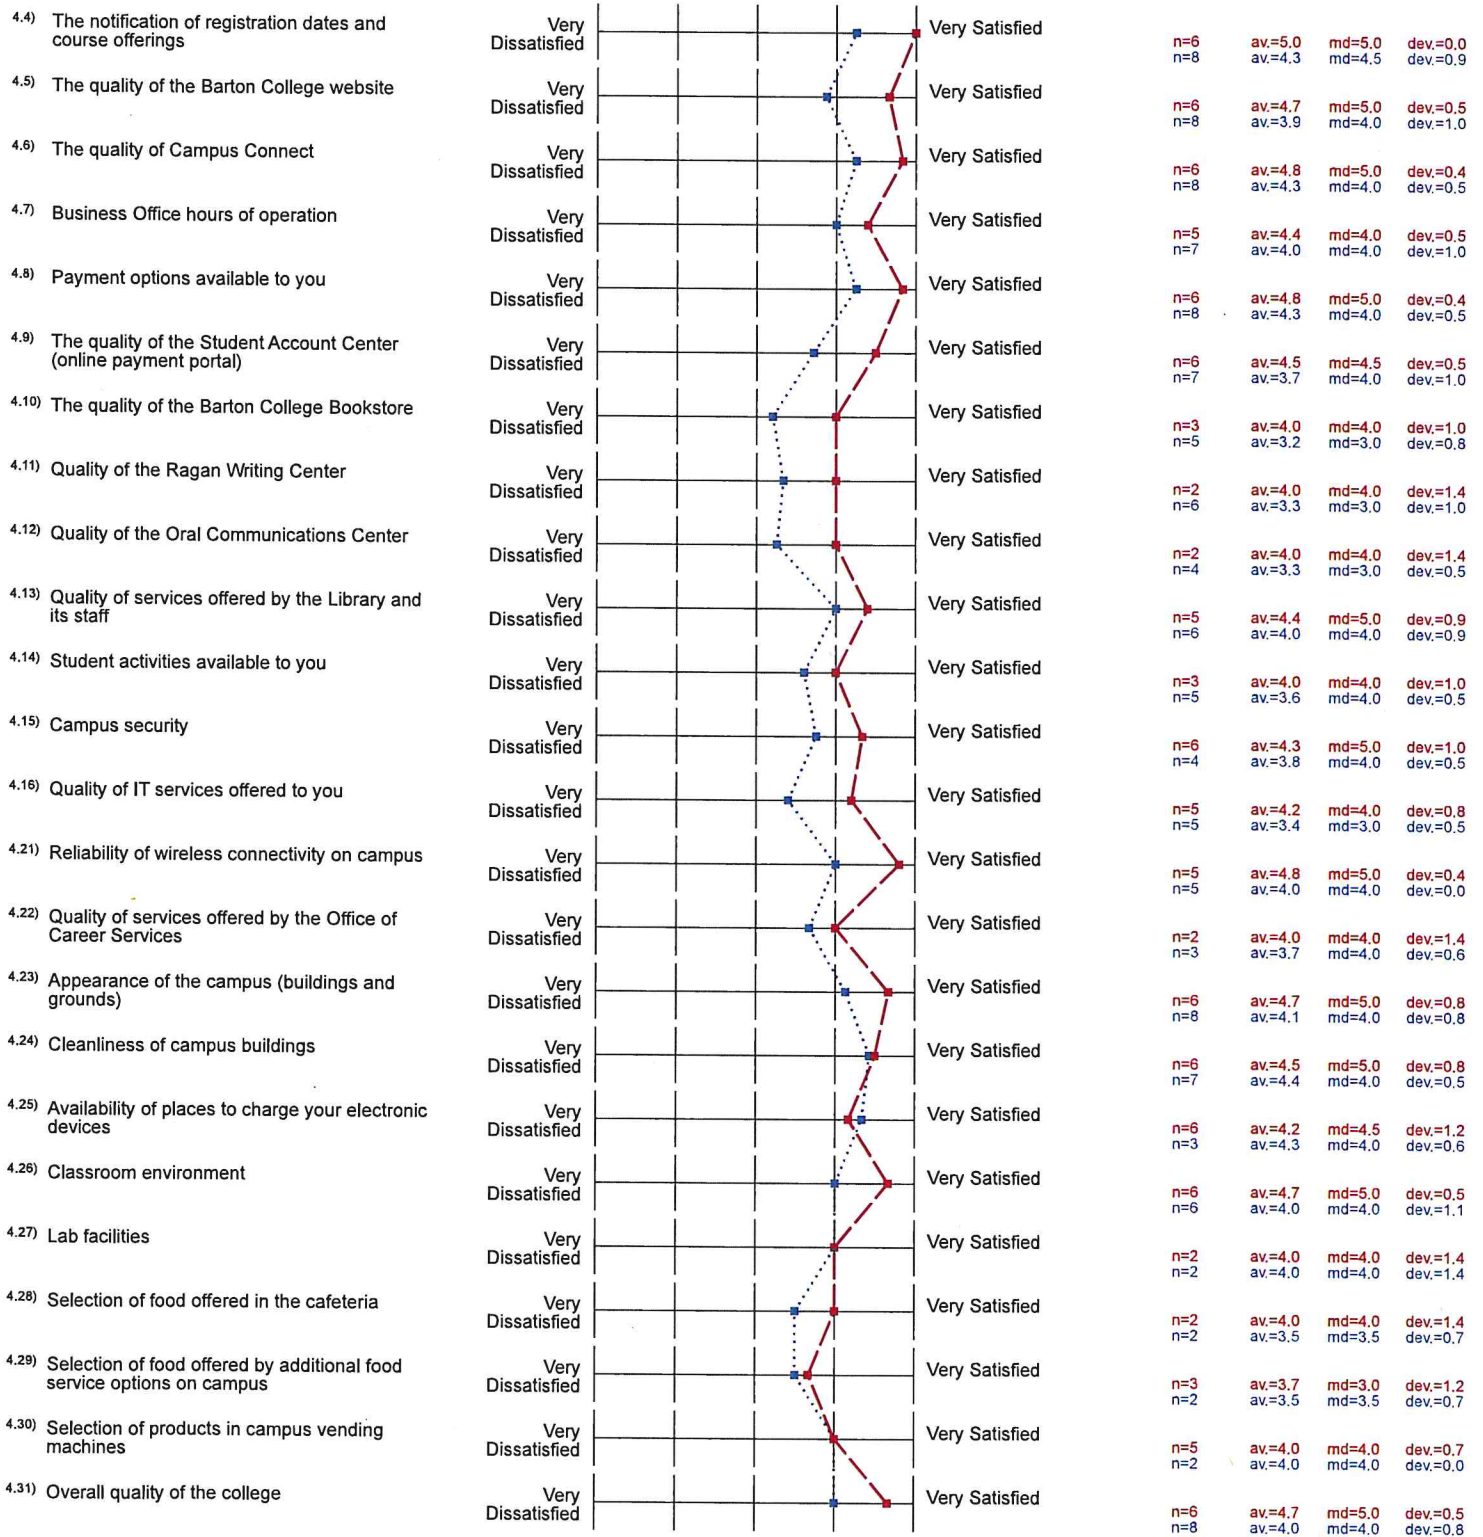 4.4) The notification of registration dates and
course offerings
Very
Dissatisfied
Very Satisfied
n=6 av.=5.0 md=5.0 dev.=0.0
n=8 av.=4.3 md=4.5 dev.=0.9
4.5) The quality of the Barton College website
Very
Dissatisfied
Very Satisfied
n=6 av.=4.7 md=5.0 dev.=0.5
n=8 av.=3.9 md=4.0 dev.=1.0
4.6) The quality of Campus Connect
Very
Dissatisfied
Very Satisfied
n=6 av.=4.8 md=5.0 dev.=0.4
n=8 av.=4.3 md=4.0 dev.=0.5
4.7) Business Office hours of operation
Very
Dissatisfied
Very Satisfied
n=5 av.=4.4 md=4.0 dev.=0.5
n=7 av.=4.0 md=4.0 dev.=1.0
4.8) Payment options available to you
Very
Dissatisfied
Very Satisfied
n=6 av.=4.8 md=5.0 dev.=0.4
n=8 av.=4.3 md=4.0 dev.=0.5
4.9) The quality of the Student Account Center
(online payment portal)
Very
Dissatisfied
Very Satisfied
n=6 av.=4.5 md=4.5 dev.=0.5
n=7 av.=3.7 md=4.0 dev.=1.0
4.10) The quality of the Barton College Bookstore
Very
Dissatisfied
Very Satisfied
n=3 av.=4.0 md=4.0 dev.=1.0
n=5 av.=3.2 md=3.0 dev.=0.8
4.11) Quality of the Ragan Writing Center
Very
Dissatisfied
Very Satisfied
n=2 av.=4.0 md=4.0 dev.=1.4
n=6 av.=3.3 md=3.0 dev.=1.0
4.12) Quality of the Oral Communications Center
Very
Dissatisfied
Very Satisfied
n=2 av.=4.0 md=4.0 dev.=1.4
n=4 av.=3.3 md=3.0 dev.=0.5
4.13) Quality of services offered by the Library and
its staff
Very
Dissatisfied
Very Satisfied
n=5 av.=4.4 md=5.0 dev.=0.9
n=6 av.=4.0 md=4.0 dev.=0.9
4.14) Student activities available to you
Very
Dissatisfied
Very Satisfied
n=3 av.=4.0 md=4.0 dev.=1.0
n=5 av.=3.6 md=4.0 dev.=0.5
4.15) Campus security
Very
Dissatisfied
Very Satisfied
n=6 av.=4.3 md=5.0 dev.=1.0
n=4 av.=3.8 md=4.0 dev.=0.5
4.16) Quality of IT services offered to you
Very
Dissatisfied
Very Satisfied
n=5 av.=4.2 md=4.0 dev.=0.8
n=5 av.=3.4 md=3.0 dev.=0.5
4.21) Reliability of wireless connectivity on campus
Very
Dissatisfied
Very Satisfied
n=5 av.=4.8 md=5.0 dev.=0.4
n=5 av.=4.0 md=4.0 dev.=0.0
4.22) Quality of services offered by the Office of
Career Services
Very
Dissatisfied
Very Satisfied
n=2 av.=4.0 md=4.0 dev.=1.4
n=3 av.=3.7 md=4.0 dev.=0.6
4.23) Appearance of the campus (buildings and
grounds)
Very
Dissatisfied
Very Satisfied
n=6 av.=4.7 md=5.0 dev.=0.8
n=8 av.=4.1 md=4.0 dev.=0.8
4.24) Cleanliness of campus buildings
Very
Dissatisfied
Very Satisfied
n=6 av.=4.5 md=5.0 dev.=0.8
n=7 av.=4.4 md=4.0 dev.=0.5
4.25) Availability of places to charge your electronic
devices
Very
Dissatisfied
Very Satisfied
n=6 av.=4.2 md=4.5 dev.=1.2
n=3 av.=4.3 md=4.0 dev.=0.6
4.26) Classroom environment
Very
Dissatisfied
Very Satisfied
n=6 av.=4.7 md=5.0 dev.=0.5
n=6 av.=4.0 md=4.0 dev.=1.1
4.27) Lab facilities
Very
Dissatisfied
Very Satisfied
n=2 av.=4.0 md=4.0 dev.=1.4
n=2 av.=4.0 md=4.0 dev.=1.4
4.28) Selection of food offered in the cafeteria
Very
Dissatisfied
Very Satisfied
n=2 av.=4.0 md=4.0 dev.=1.4
n=2 av.=3.5 md=3.5 dev.=0.7
4.29) Selection of food offered by additional food
service options on campus
Very
Dissatisfied
Very Satisfied
n=3 av.=3.7 md=3.0 dev.=1.2
n=2 av.=3.5 md=3.5 dev.=0.7
4.30) Selection of products in campus vending
machines
Very
Dissatisfied
Very Satisfied
n=5 av.=4.0 md=4.0 dev.=0.7
n=2 av.=4.0 md=4.0 dev.=0.0
4.31) Overall quality of the college
Very
Dissatisfied
Very Satisfied
n=6 av.=4.7 md=5.0 dev.=0.5
n=8 av.=4.0 md=4.0 dev.=0.8